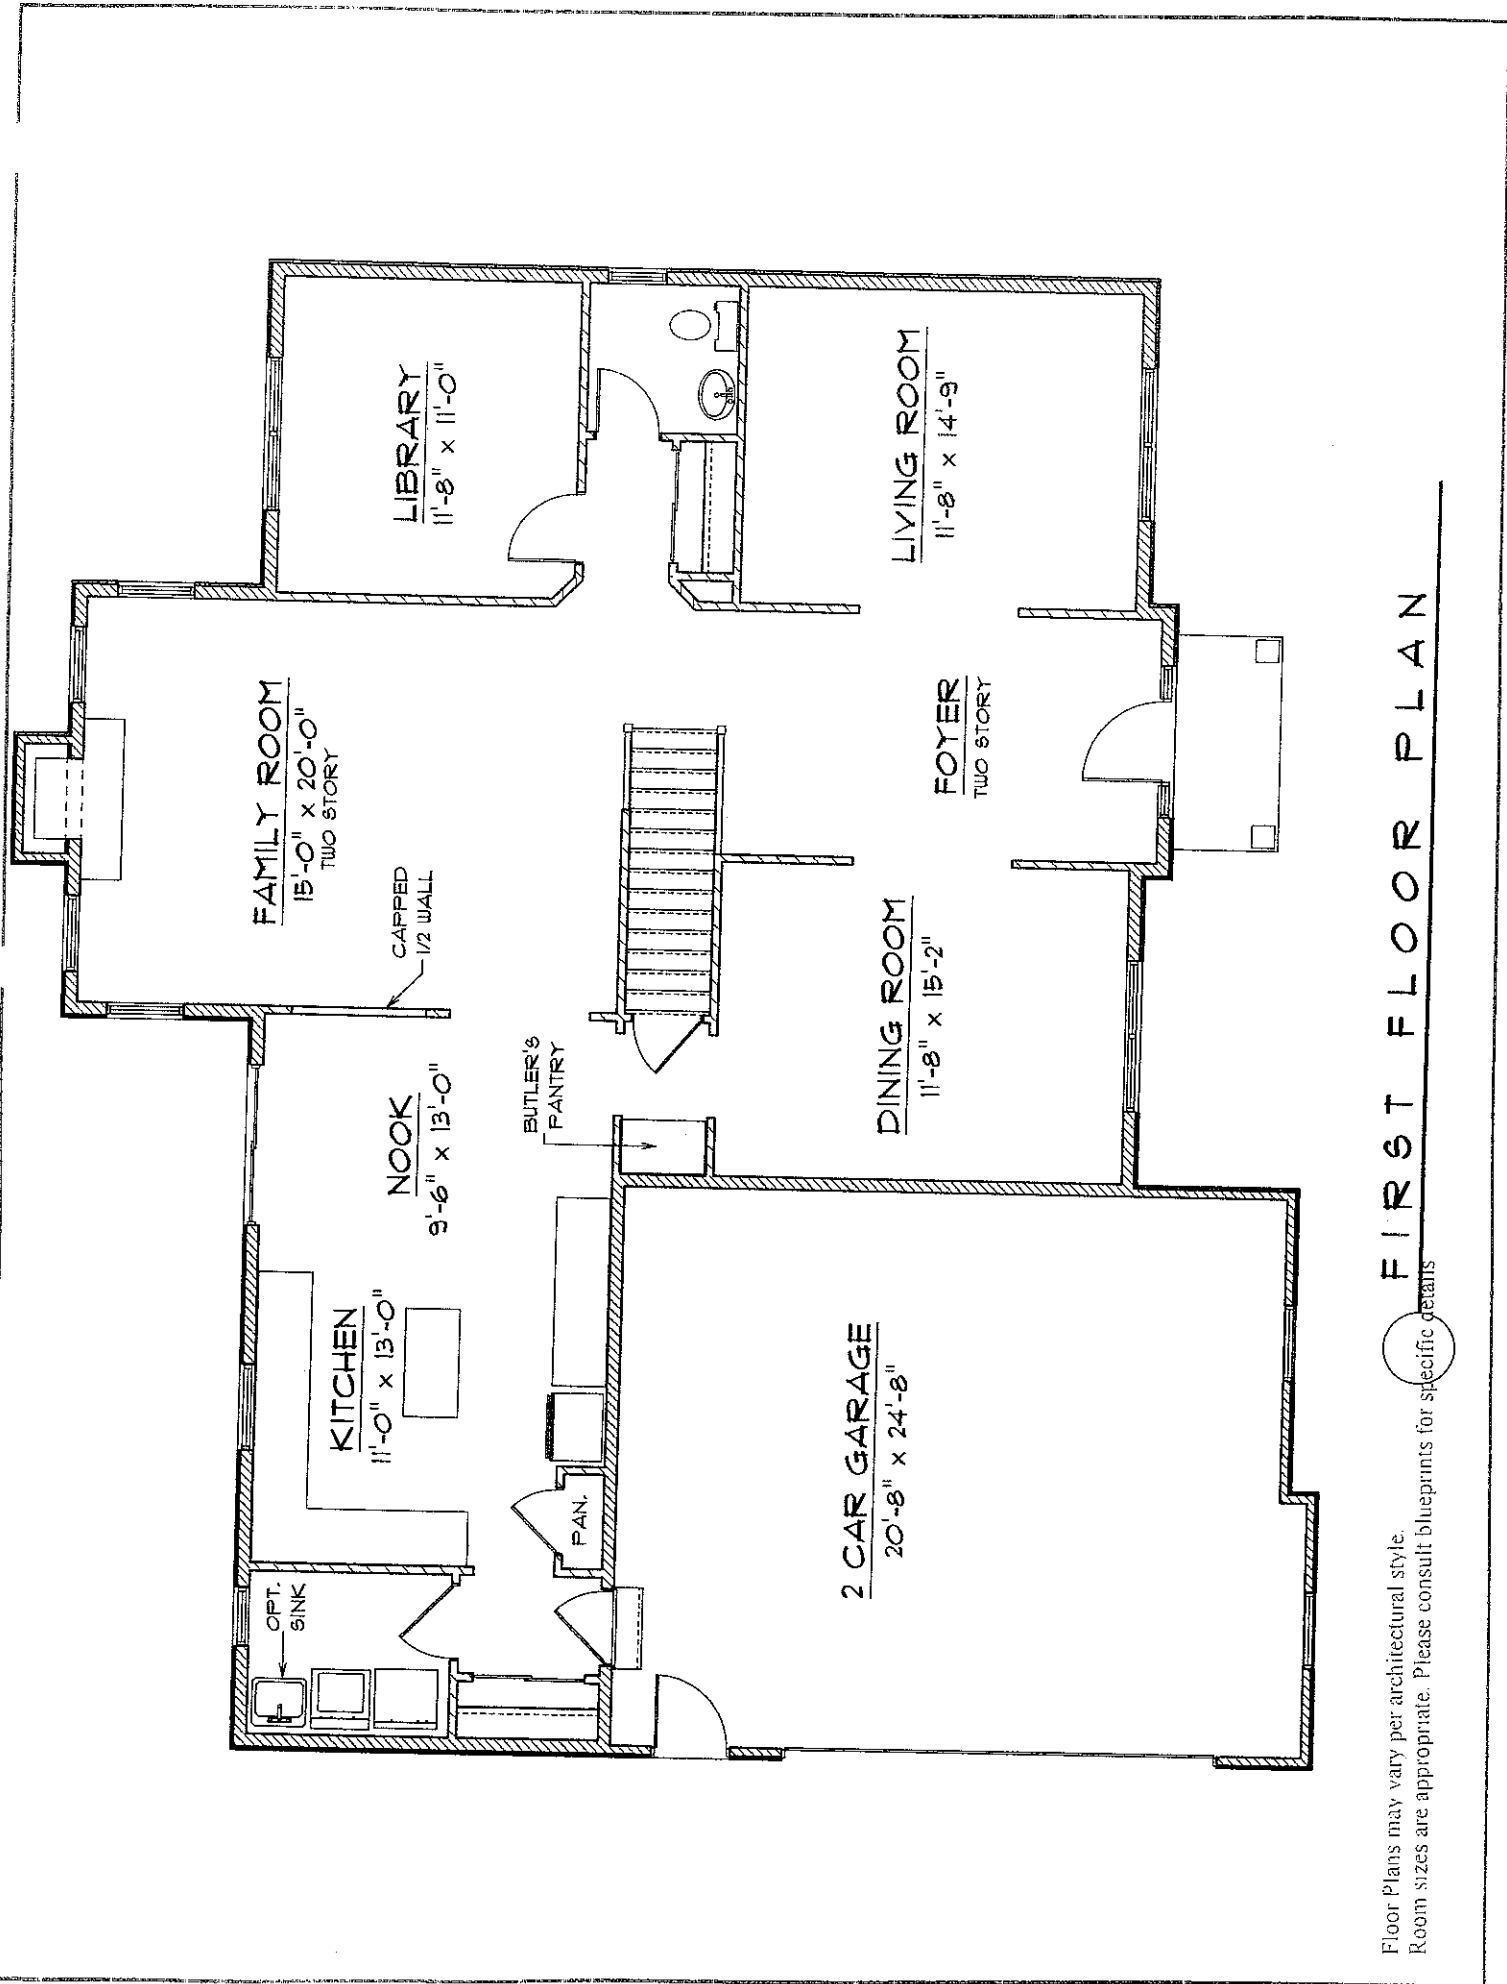 FAMILY ROOM
15'-0" x 20'-0"
TWO STORY
LIBRARY
11'-8" x 11'-0"
CAPPED
1/2 WALL
NOOK
9'-6" x 13'-0"
KITCHEN
11'-0" x 13'-0"
OPT.
SINK
PAN.
BUTLER'S
PANTRY
LIVING ROOM
11'-8" x 14'-9"
FOYER
TWO STORY
DINING ROOM
11'-8" x 15'-2"
2 CAR GARAGE
20'-8" x 24'-8"
FIRST FLOOR PLAN
Floor Plans may vary per architectural style.
Room sizes are appropriate. Please consult blueprints for specific details